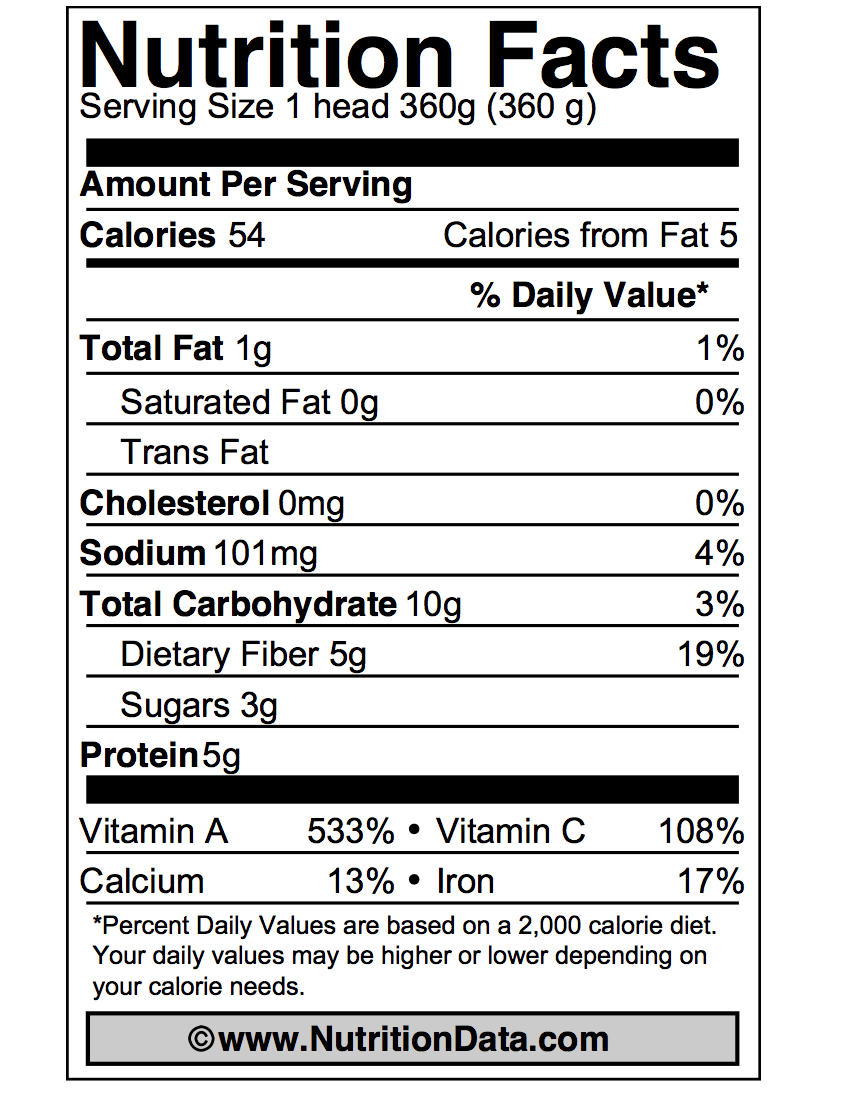 Nutrition Facts
Serving Size 1 head 360g (360 g)
Amount Per Serving
Calories 54 Calories from Fat 5
% Daily Value*
Total Fat 1g 1%
Saturated Fat 0g 0%
Trans Fat
Cholesterol 0mg 0%
Sodium 101mg 4%
Total Carbohydrate 10g 3%
Dietary Fiber 5g 19%
Sugars 3g
Protein 5g
Vitamin A 533% • Vitamin C 108%
Calcium 13% • Iron 17%
*Percent Daily Values are based on a 2,000 calorie diet.
Your daily values may be higher or lower depending on
your calorie needs.
©www.NutritionData.com